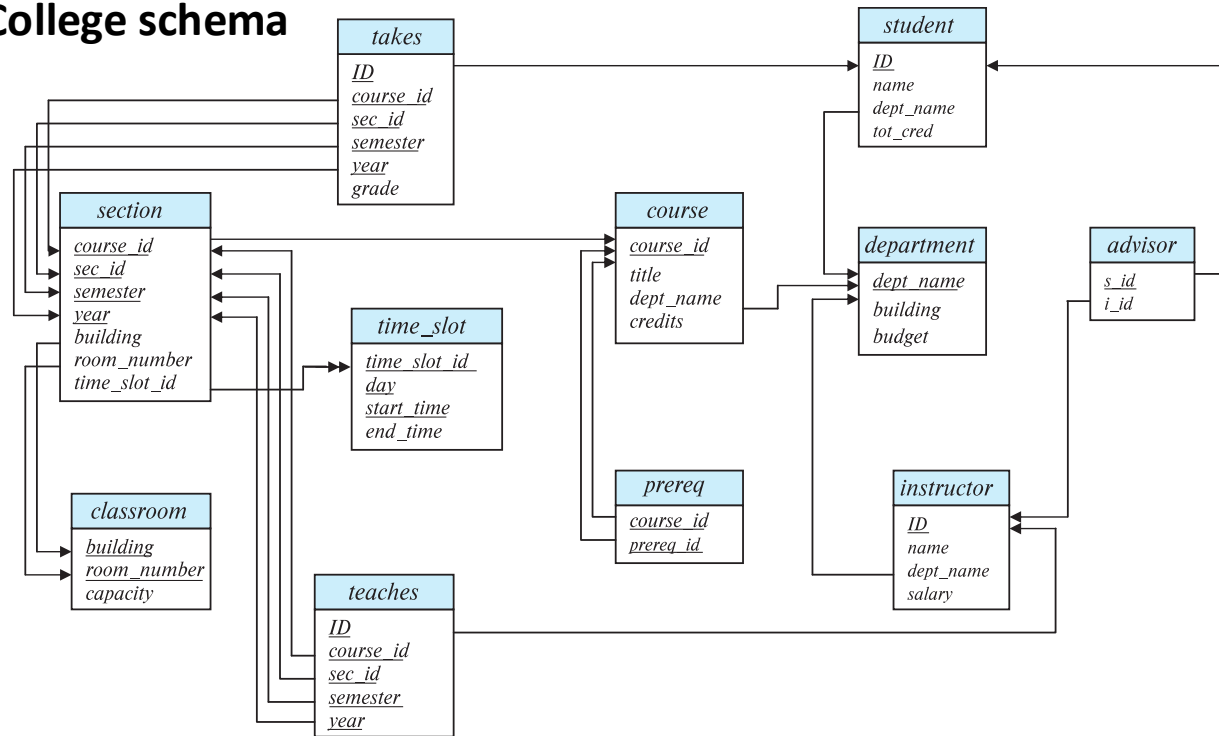 College schema
takes
ID
course_id
sec_id
semester
year
grade
student
ID
name
dept_name
tot_cred
section
course_id
sec_id
semester
year
building
room_number
time_slot_id
course
course_id
title
dept_name
credits
department
dept_name
building
budget
advisor
s_id
i_id
time_slot
time_slot_id
day
start_time
end_time
prereq
course_id
prereq_id
instructor
ID
name
dept_name
salary
classroom
building
room_number
capacity
teaches
ID
course_id
sec_id
semester
year